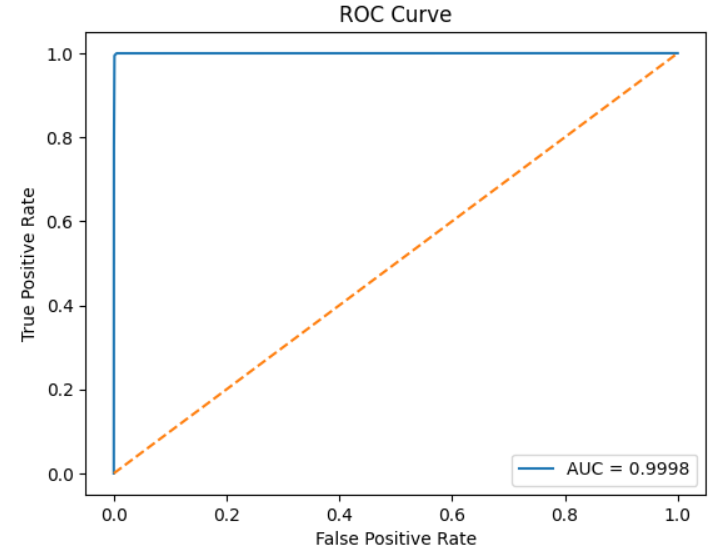 ROC Curve
True Positive Rate
1.0
0.8
0.6
0.4
0.2
0.0
AUC = 0.9998
0.0 0.2 0.4 0.6 0.8 1.0
False Positive Rate